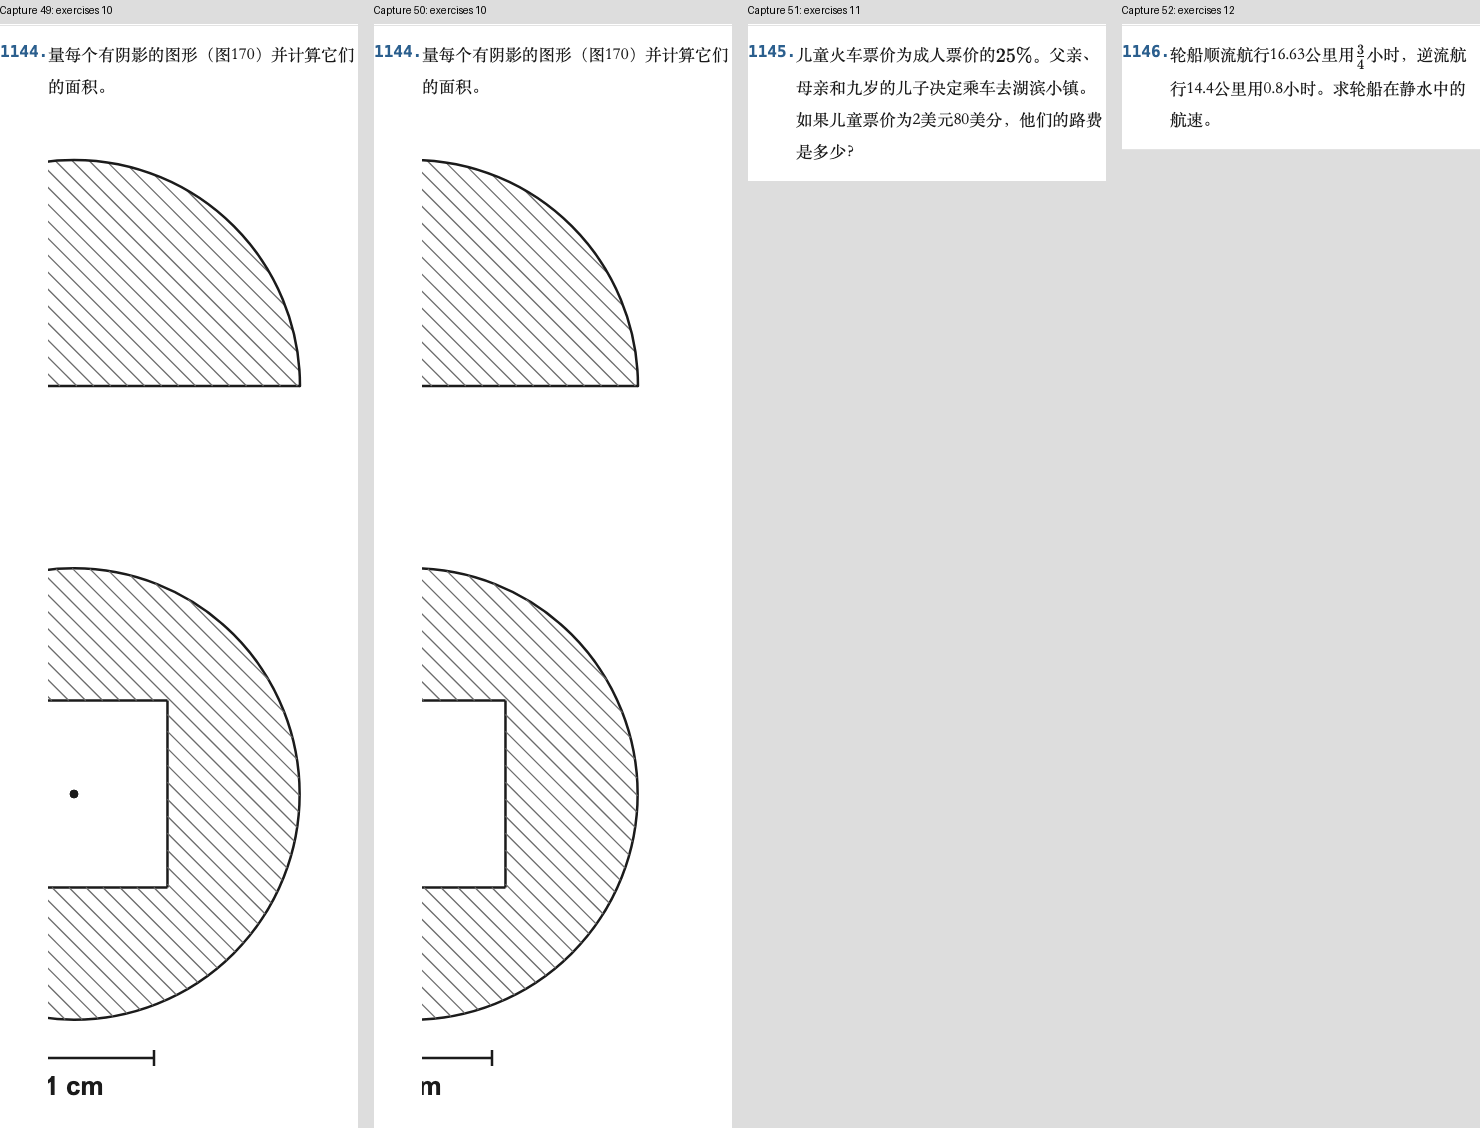 Capture 49: exercises 10
1144. 量每个有阴影的图形（图170）并计算它们
的面积。
1 cm
Capture 50: exercises 10
1144. 量每个有阴影的图形（图170）并计算它们
的面积。
m
Capture 51: exercises 11
1145. 儿童火车票价为成人票价的25%。父亲、
母亲和九岁的儿子决定乘车去湖滨小镇。
如果儿童票价为2美元80美分，他们的路费
是多少？
Capture 52: exercises 12
1146. 轮船顺流航行16.63公里用3/4小时，逆流航
行14.4公里用0.8小时。求轮船在静水中的
航速。